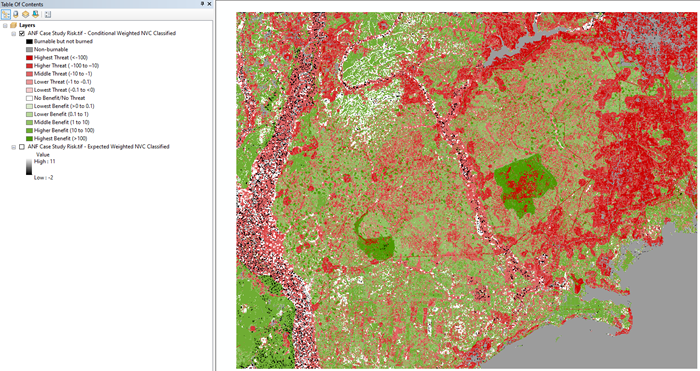 Table Of Contents
Layers
ANF Case Study Risk.tif - Conditional Weighted NVC Classified
Burnable but not burned
Non-burnable
Highest Threat (<-100)
Higher Threat (-100 to -10)
Middle Threat (-10 to -1)
Lower Threat (-1 to -0.1)
Lowest Threat (-0.1 to <0)
No Benefit/No Threat
Lowest Benefit (>0 to 0.1)
Lower Benefit (0.1 to 1)
Middle Benefit (1 to 10)
Higher Benefit (10 to 100)
Highest Benefit (>100)
ANF Case Study Risk.tif - Expected Weighted NVC Classified
Value
High : 11
Low : -2